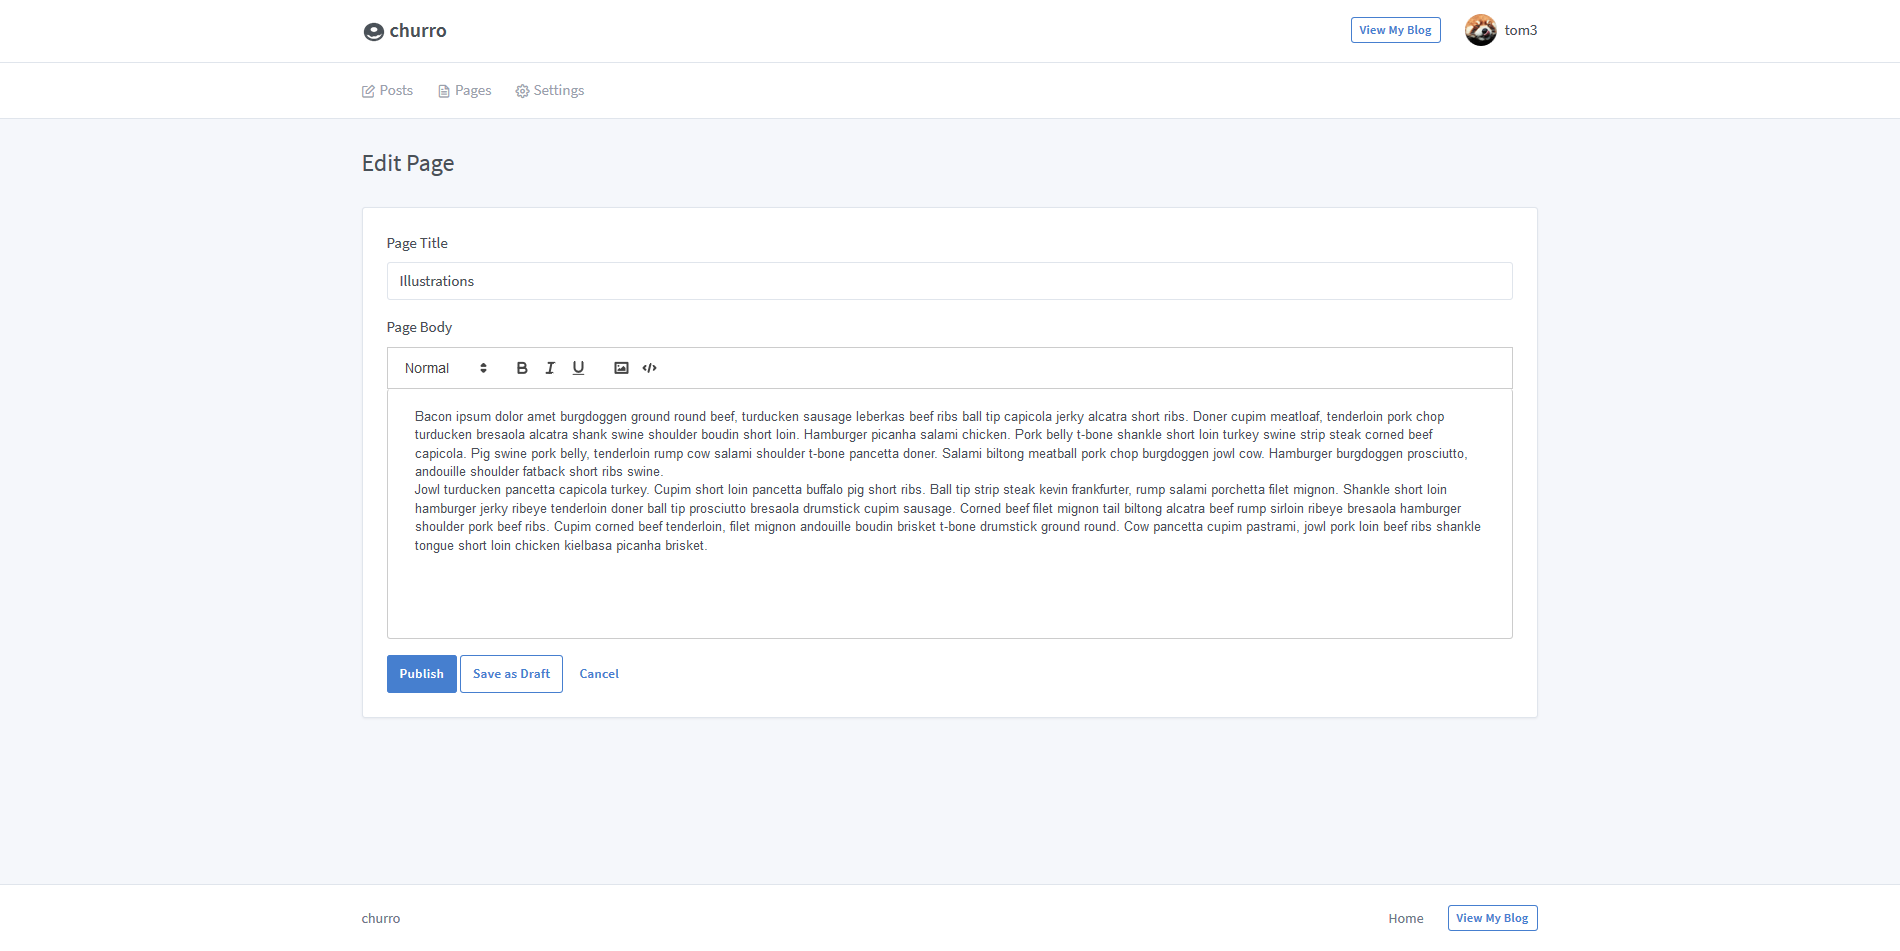 churro
View My Blog
tom3
Posts
Pages
Settings
Edit Page
Page Title
Illustrations
Page Body
Normal
B I U
Bacon ipsum dolor amet burgdoggen ground round beef, turducken sausage leberkas beef ribs ball tip capicola jerky alcatra short ribs. Doner cupim meatloaf, tenderloin pork chop
turducken bresaola alcatra shank swine shoulder boudin short loin. Hamburger picanha salami chicken. Pork belly t-bone shankle short loin turkey swine strip steak corned beef
capicola. Pig swine pork belly, tenderloin rump cow salami shoulder t-bone pancetta doner. Salami biltong meatball pork chop burgdoggen jowl cow. Hamburger burgdoggen prosciutto,
andouille shoulder fatback short ribs swine.
Jowl turducken pancetta capicola turkey. Cupim short loin pancetta buffalo pig short ribs. Ball tip strip steak kevin frankfurter, rump salami porchetta filet mignon. Shankle short loin
hamburger jerky ribeye tenderloin doner ball tip prosciutto bresaola drumstick cupim sausage. Corned beef filet mignon tail biltong alcatra beef rump sirloin ribeye bresaola hamburger
shoulder pork beef ribs. Cupim corned beef tenderloin, filet mignon andouille boudin brisket t-bone drumstick ground round. Cow pancetta cupim pastrami, jowl pork loin beef ribs shankle
tongue short loin chicken kielbasa picanha brisket.
Publish
Save as Draft
Cancel
churro
Home
View My Blog